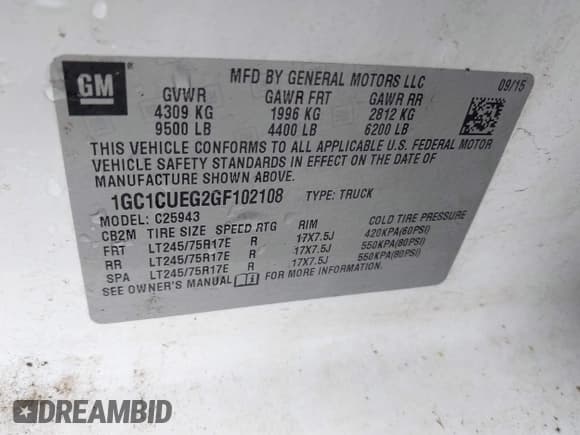 GM
MFD BY GENERAL MOTORS LLC
09/15
GVWR GAWR FRT GAWR RR
4309 KG 1996 KG 2812 KG
9500 LB 4400 LB 6200 LB
THIS VEHICLE CONFORMS TO ALL APPLICABLE U.S. FEDERAL MOTOR
VEHICLE SAFETY STANDARDS IN EFFECT ON THE DATE OF
MANUFACTURE SHOWN ABOVE.
1GC1CUEG2GF102108 TYPE: TRUCK
MODEL: C25943
CB2M TIRE SIZE SPEED RTG RIM COLD TIRE PRESSURE
FRT LT245/75R17E R 17X7.5J 420KPA(60PSI)
RR LT245/75R17E R 17X7.5J 550KPA(80PSI)
SPA LT245/75R17E R 17X7.5J 550KPA(80PSI)
SEE OWNER'S MANUAL FOR MORE INFORMATION.
DREAMBID